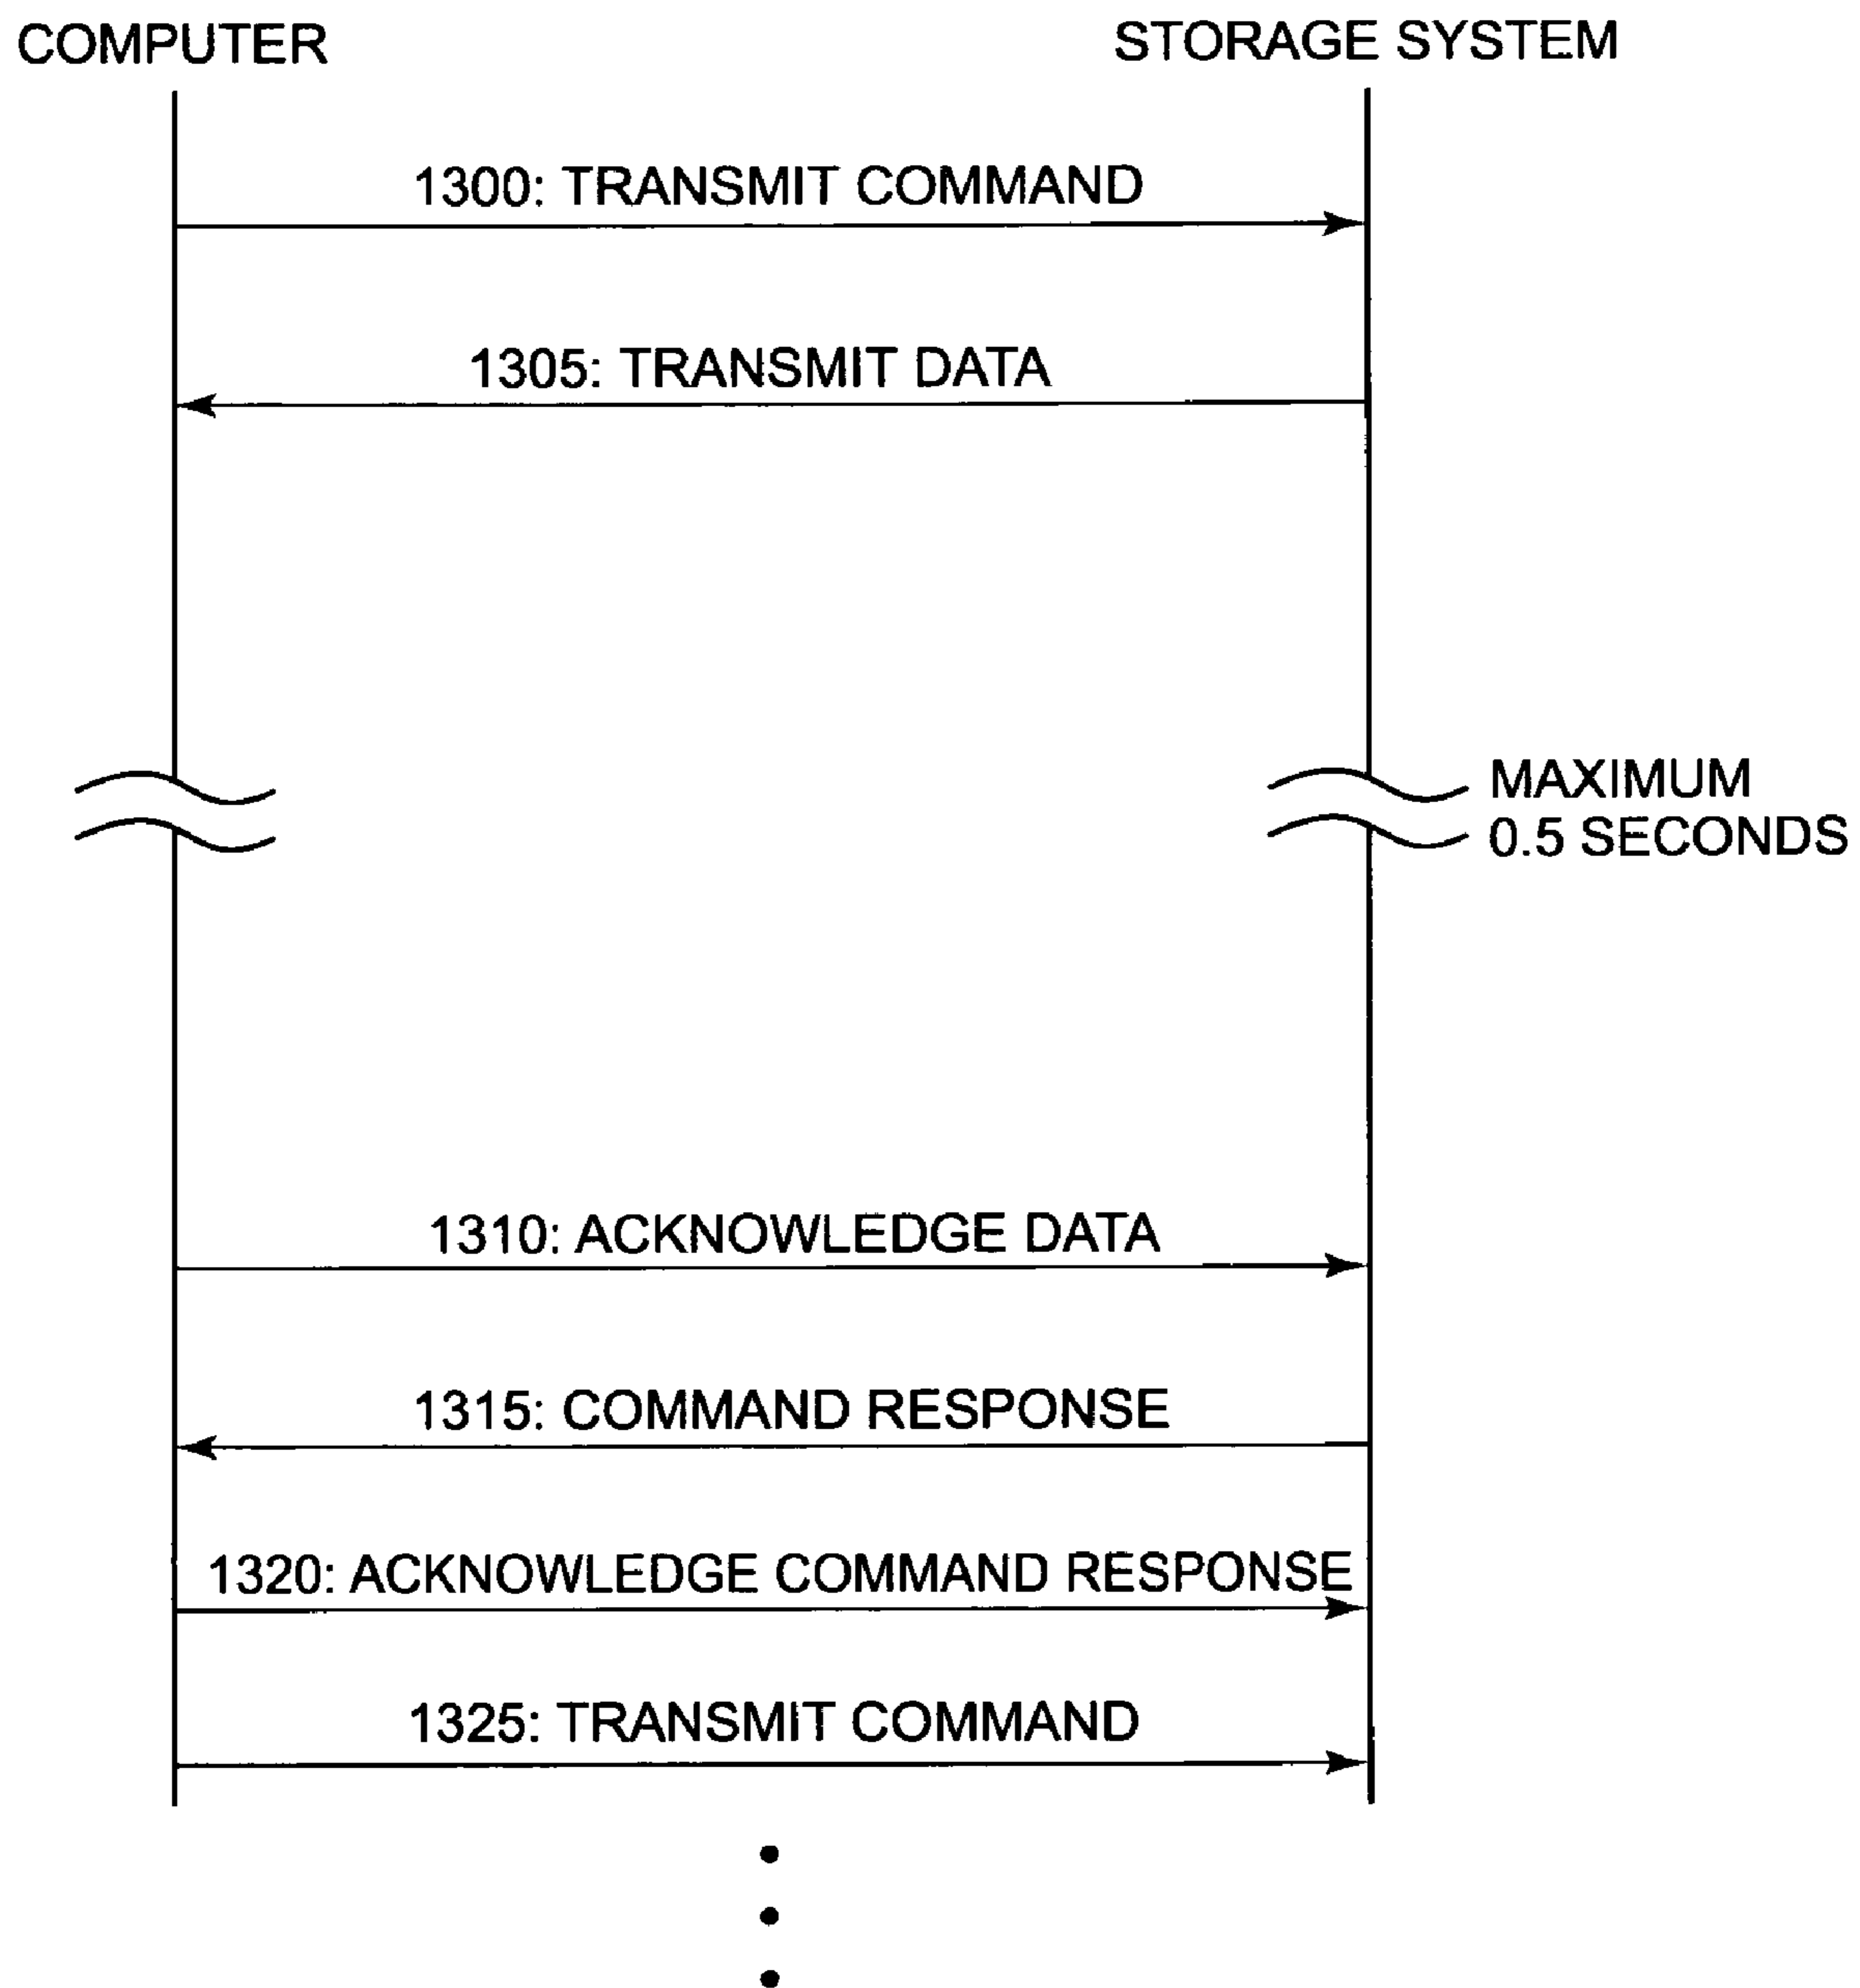 COMPUTER
STORAGE SYSTEM
1300: TRANSMIT COMMAND
1305: TRANSMIT DATA
MAXIMUM
0.5 SECONDS
1310: ACKNOWLEDGE DATA
1315: COMMAND RESPONSE
1320: ACKNOWLEDGE COMMAND RESPONSE
1325: TRANSMIT COMMAND